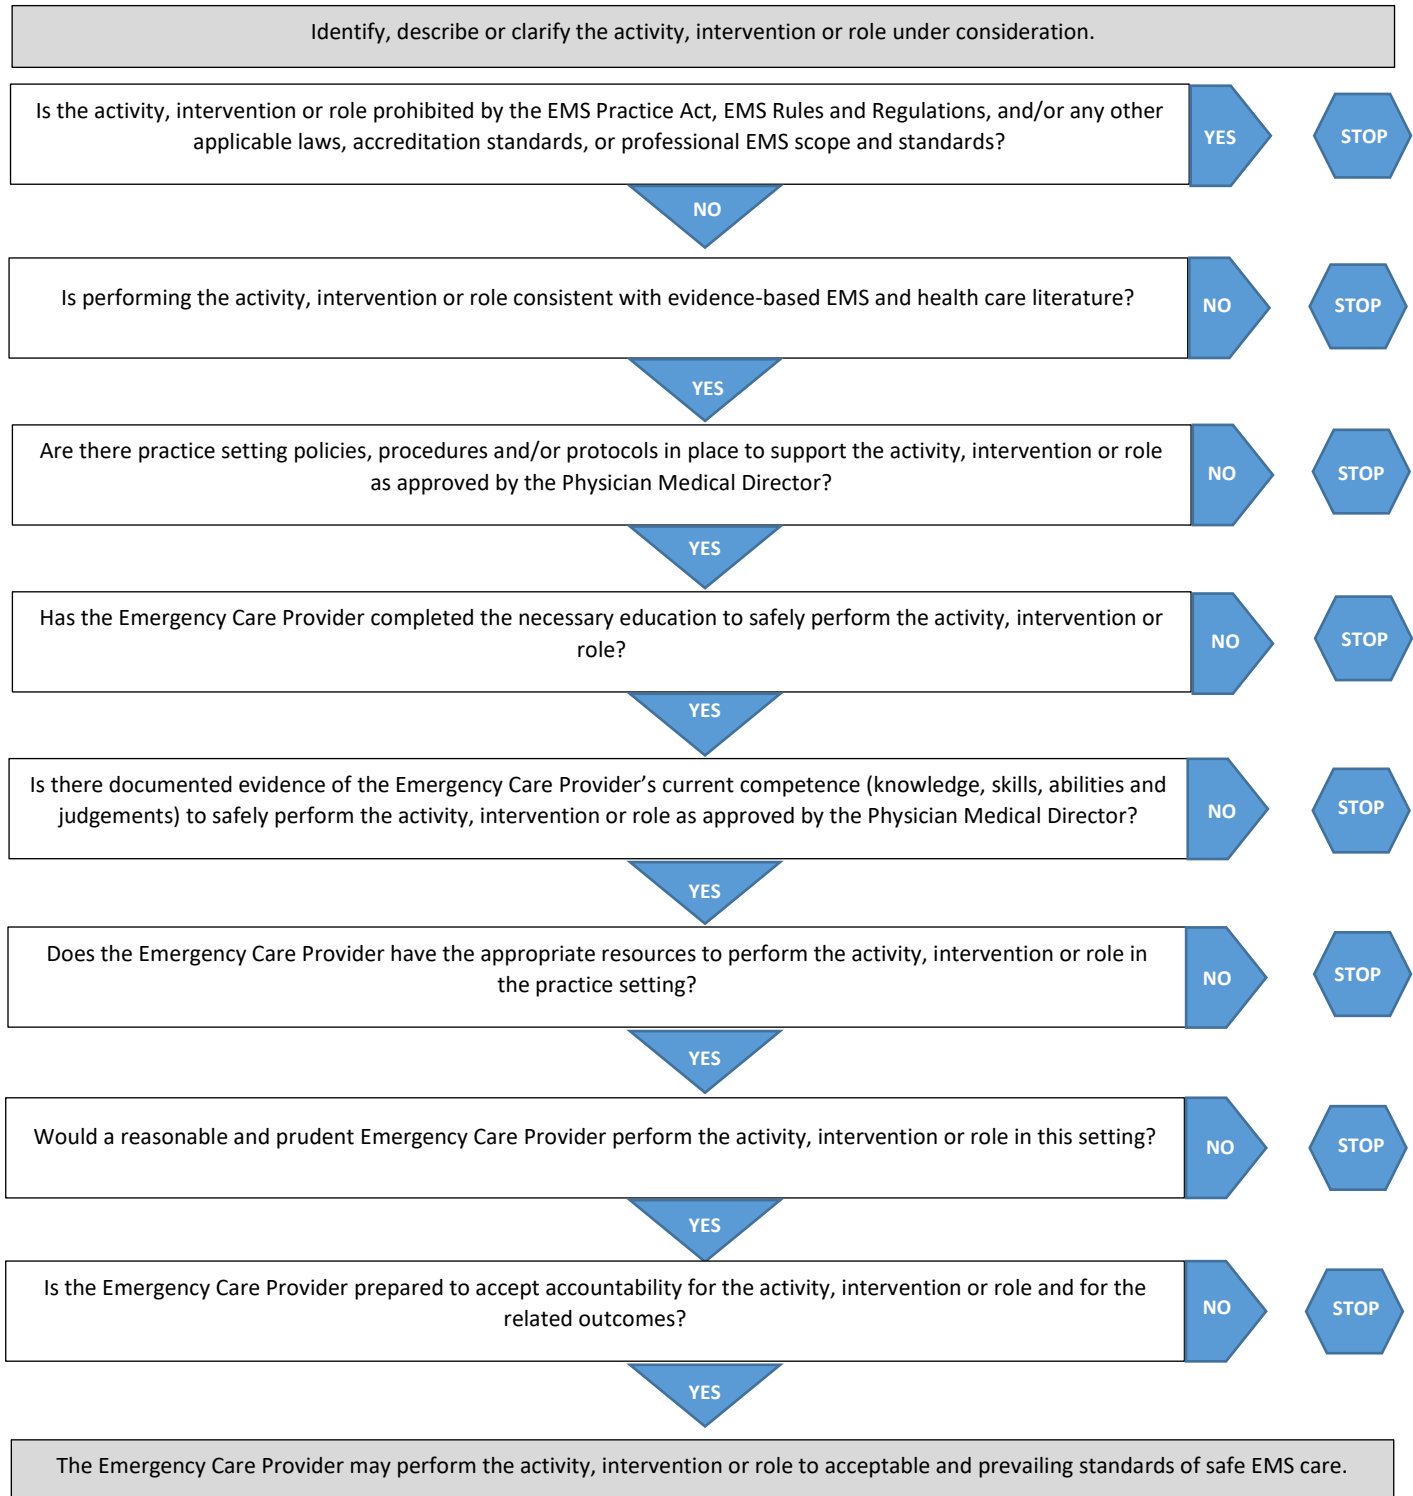 Identify, describe or clarify the activity, intervention or role under consideration.
Is the activity, intervention or role prohibited by the EMS Practice Act, EMS Rules and Regulations, and/or any other
applicable laws, accreditation standards, or professional EMS scope and standards?
YES
STOP
NO
Is performing the activity, intervention or role consistent with evidence-based EMS and health care literature?
NO
STOP
YES
Are there practice setting policies, procedures and/or protocols in place to support the activity, intervention or role
as approved by the Physician Medical Director?
NO
STOP
YES
Has the Emergency Care Provider completed the necessary education to safely perform the activity, intervention or
role?
NO
STOP
YES
Is there documented evidence of the Emergency Care Provider’s current competence (knowledge, skills, abilities and
judgements) to safely perform the activity, intervention or role as approved by the Physician Medical Director?
NO
STOP
YES
Does the Emergency Care Provider have the appropriate resources to perform the activity, intervention or role in
the practice setting?
NO
STOP
YES
Would a reasonable and prudent Emergency Care Provider perform the activity, intervention or role in this setting?
NO
STOP
YES
Is the Emergency Care Provider prepared to accept accountability for the activity, intervention or role and for the
related outcomes?
NO
STOP
YES
The Emergency Care Provider may perform the activity, intervention or role to acceptable and prevailing standards of safe EMS care.